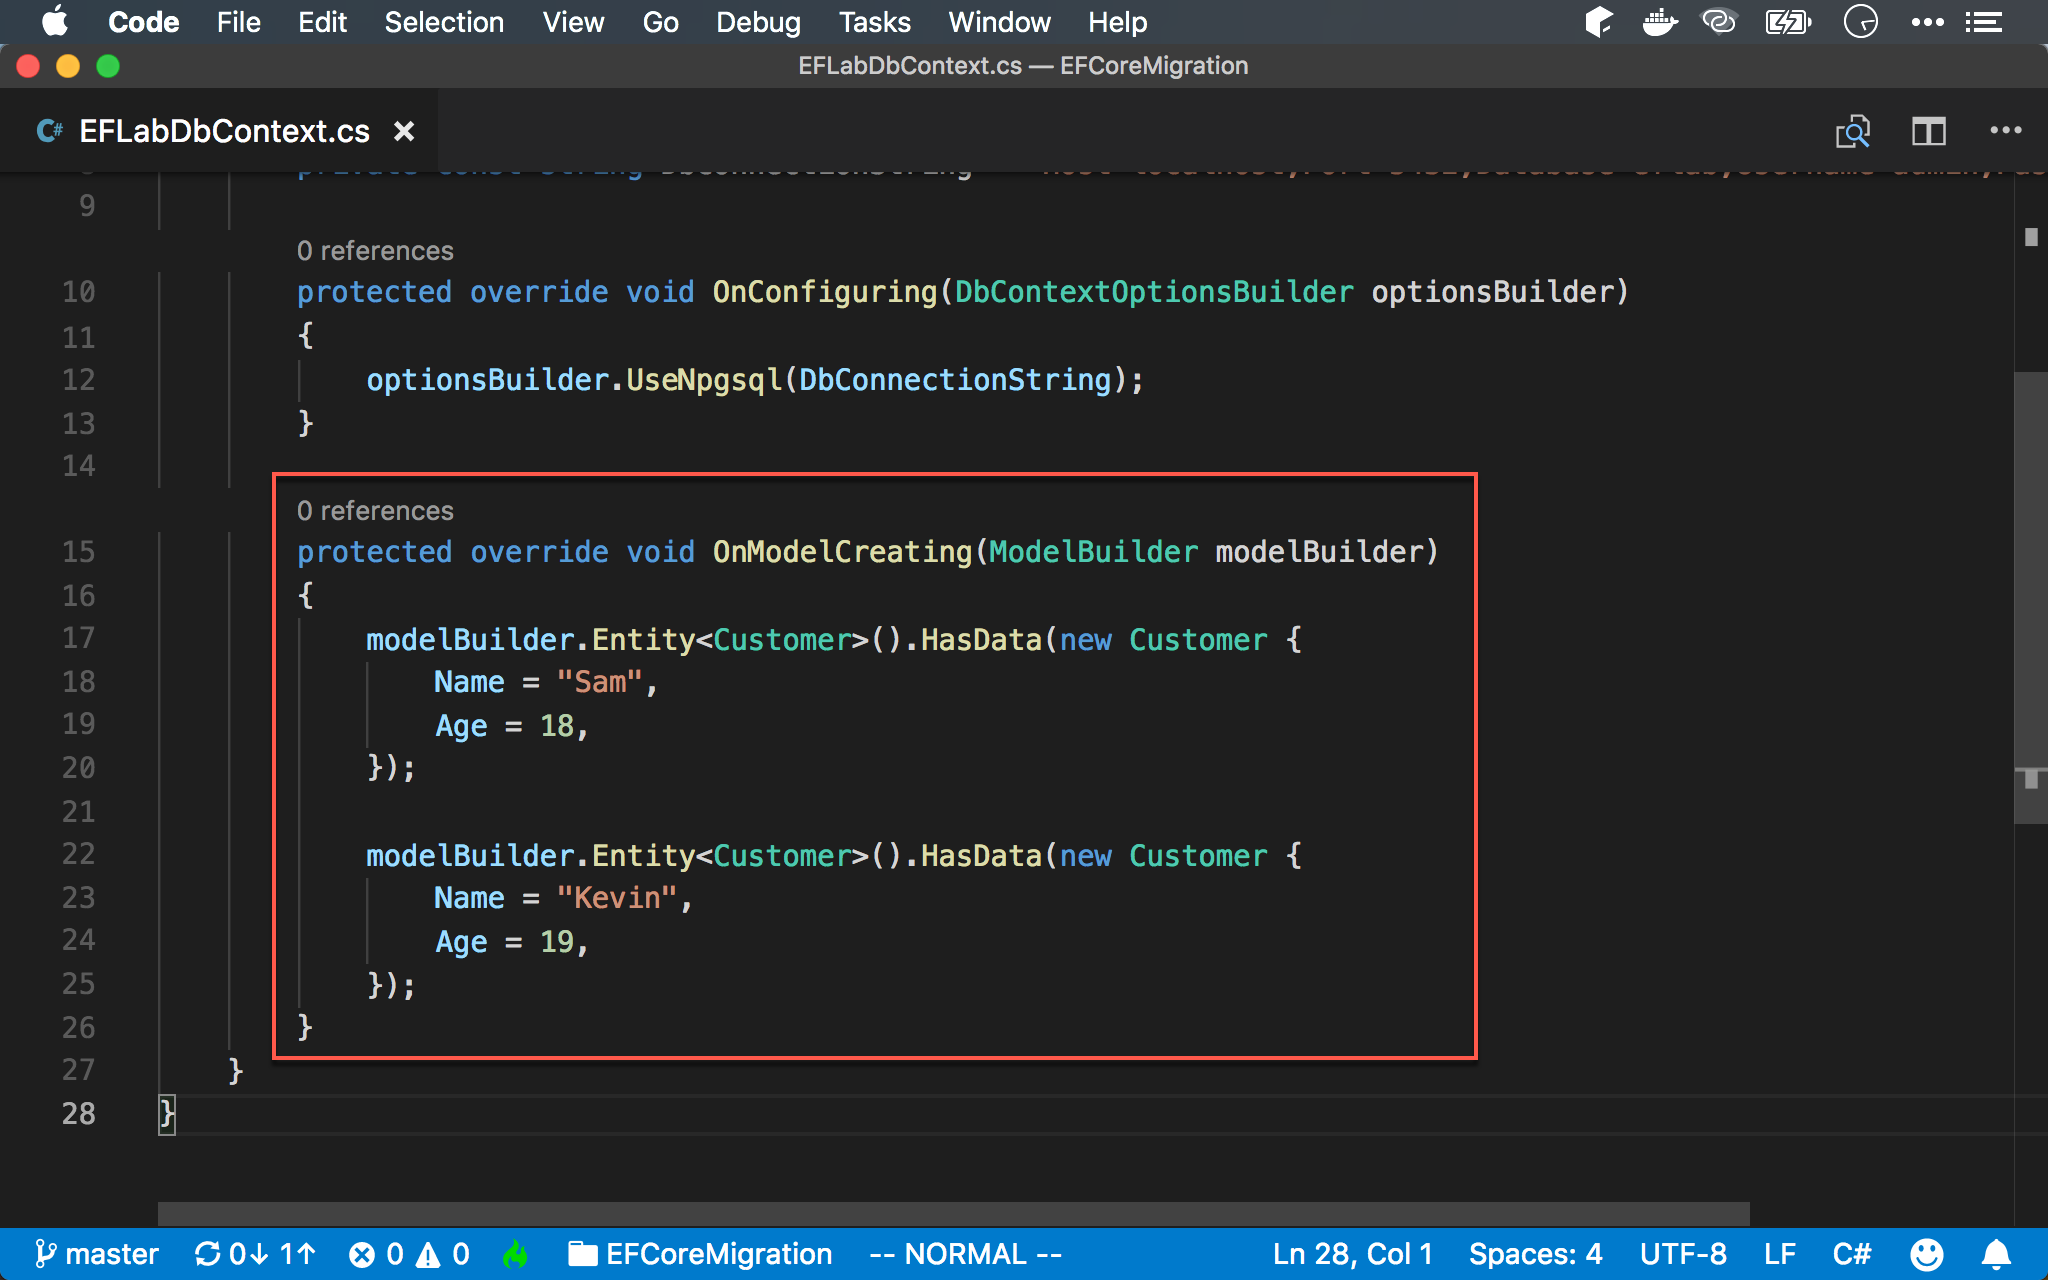 Code File Edit Selection View Go Debug Tasks Window Help
EFLabDbContext.cs — EFCoreMigration
C# EFLabDbContext.cs
9
0 references
10 protected override void OnConfiguring(DbContextOptionsBuilder optionsBuilder)
11 {
12 optionsBuilder.UseNpgsql(DbConnectionString);
13 }
14
0 references
15 protected override void OnModelCreating(ModelBuilder modelBuilder)
16 {
17 modelBuilder.Entity<Customer>().HasData(new Customer {
18 Name = "Sam",
19 Age = 18,
20 });
21
22 modelBuilder.Entity<Customer>().HasData(new Customer {
23 Name = "Kevin",
24 Age = 19,
25 });
26 }
27 }
28 }
master 0↓ 1↑ 0 0 EFCoreMigration -- NORMAL -- Ln 28, Col 1 Spaces: 4 UTF-8 LF C#